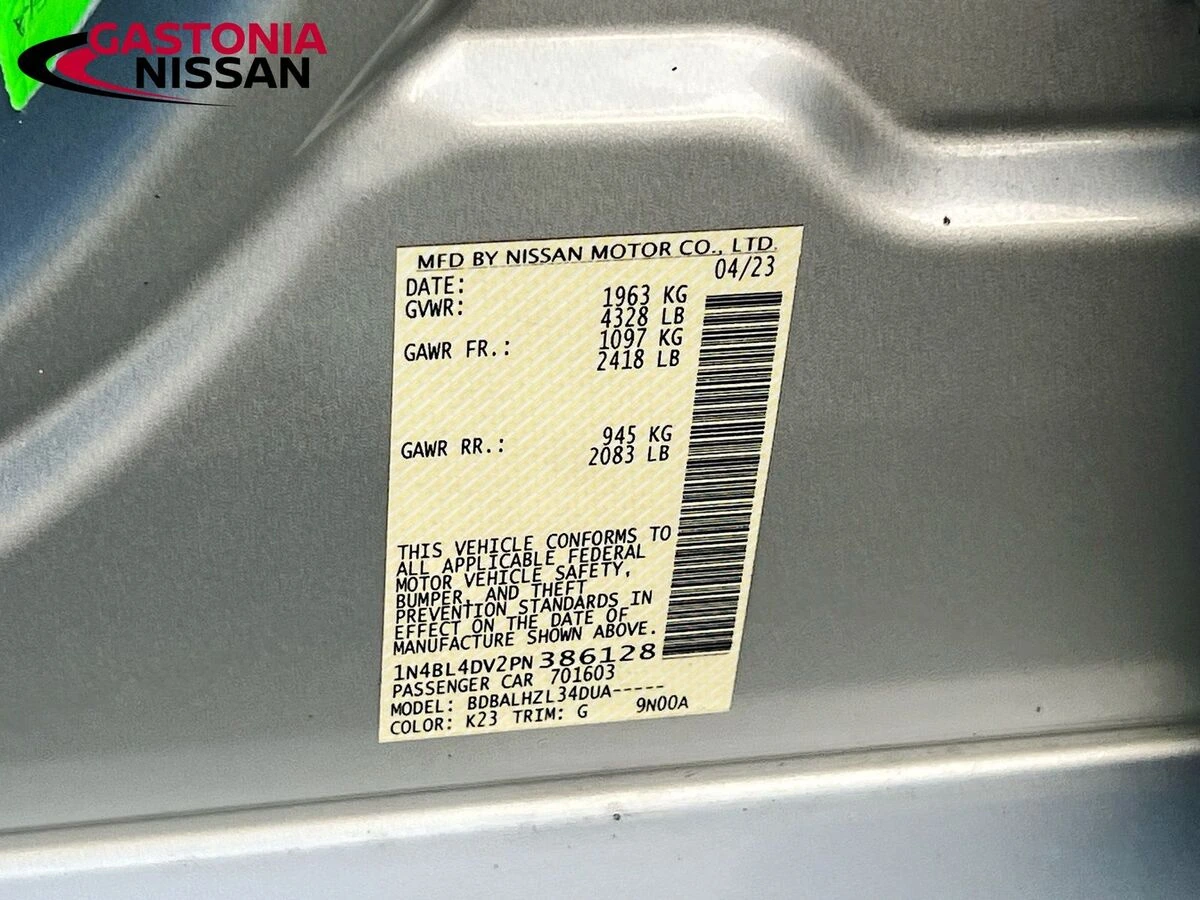 GASTONIA
NISSAN
MFD BY NISSAN MOTOR CO., LTD.
DATE: 04/23
GVWR: 1963 KG
4328 LB
GAWR FR.: 1097 KG
2418 LB
GAWR RR.: 945 KG
2083 LB
THIS VEHICLE CONFORMS TO
ALL APPLICABLE FEDERAL
MOTOR VEHICLE SAFETY,
BUMPER, AND THEFT
PREVENTION STANDARDS IN
EFFECT ON THE DATE OF
MANUFACTURE SHOWN ABOVE.
1N4BL4DV2PN386128
PASSENGER CAR 701603
MODEL: BDBALHZL34DUA-----
COLOR: K23 TRIM: G 9N00A